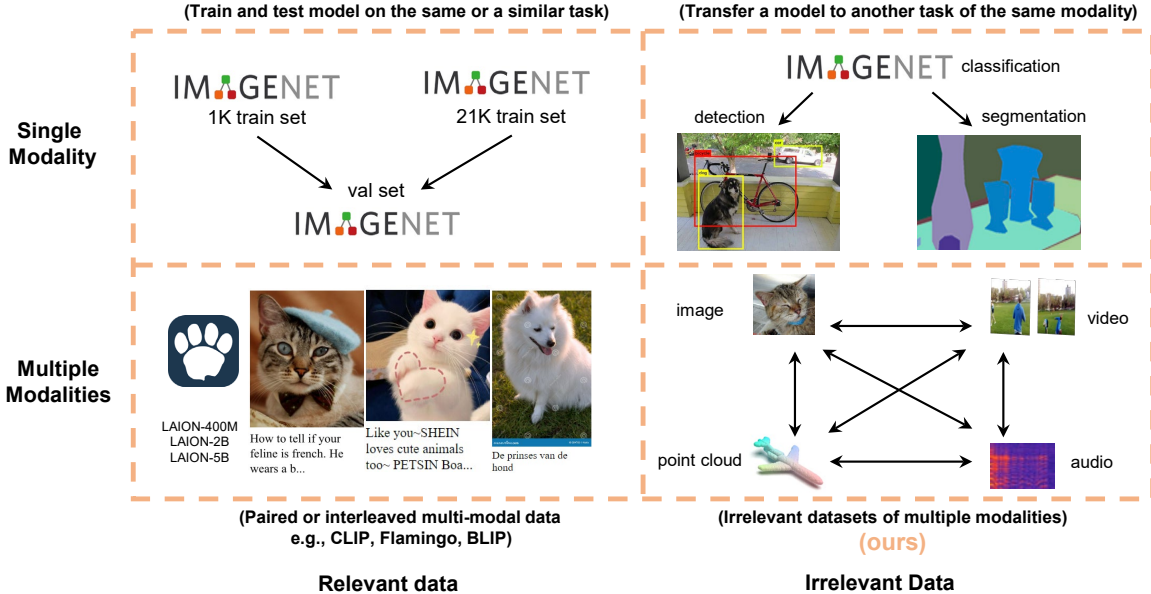 (Train and test model on the same or a similar task)
(Transfer a model to another task of the same modality)
Single
Modality
IMAGENET
1K train set
IMAGENET
21K train set
val set
IMAGENET
IMAGENET classification
detection
segmentation
dog
Multiple
Modalities
LAION-400M
LAION-2B
LAION-5B
How to tell if your
feline is french. He
wears a b...
Like you~SHEIN
loves cute animals
too~ PETSIN Boa...
De prinses van de
hond
image
video
point cloud
audio
(Paired or interleaved multi-modal data
e.g., CLIP, Flamingo, BLIP)
(Irrelevant datasets of multiple modalities)
(ours)
Relevant data
Irrelevant Data